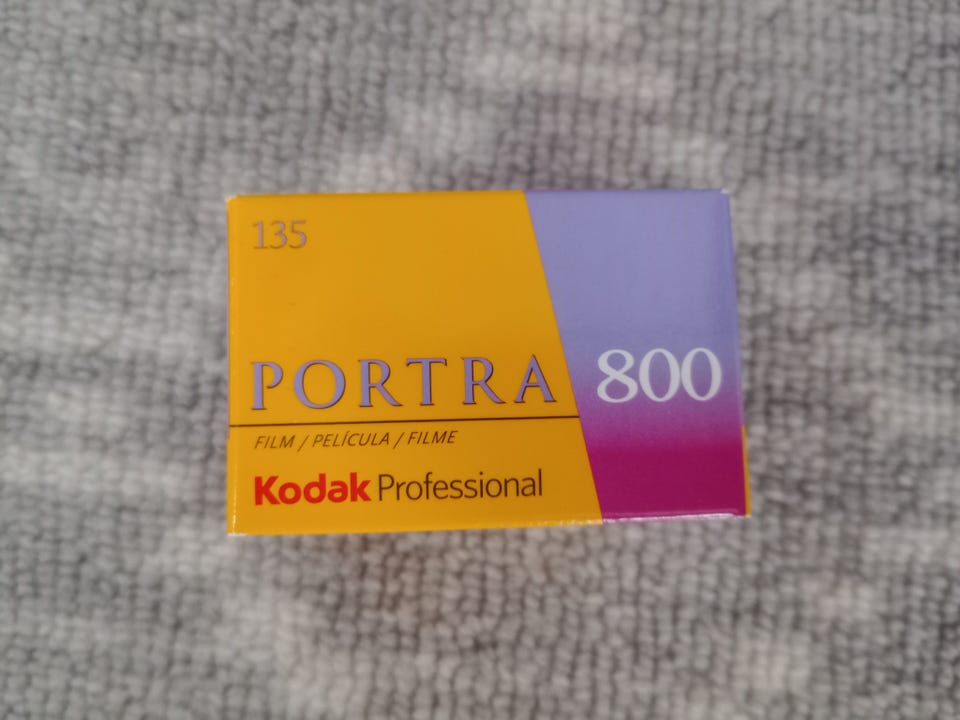 135
PORTRA 800
FILM / PELÍCULA / FILME
Kodak Professional